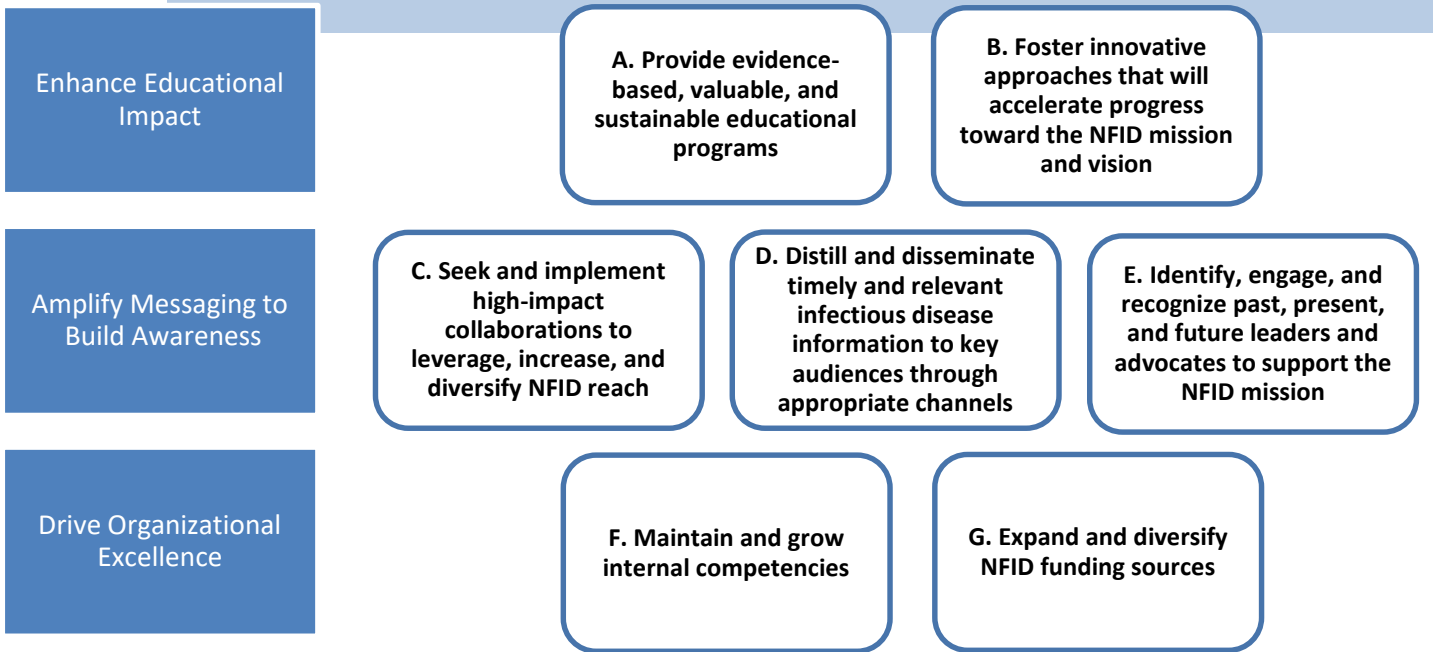 Enhance Educational
Impact
A. Provide evidence-
based, valuable, and
sustainable educational
programs
B. Foster innovative
approaches that will
accelerate progress
toward the NFID mission
and vision
Amplify Messaging to
Build Awareness
C. Seek and implement
high-impact
collaborations to
leverage, increase, and
diversify NFID reach
D. Distill and disseminate
timely and relevant
infectious disease
information to key
audiences through
appropriate channels
E. Identify, engage, and
recognize past, present,
and future leaders and
advocates to support the
NFID mission
Drive Organizational
Excellence
F. Maintain and grow
internal competencies
G. Expand and diversify
NFID funding sources